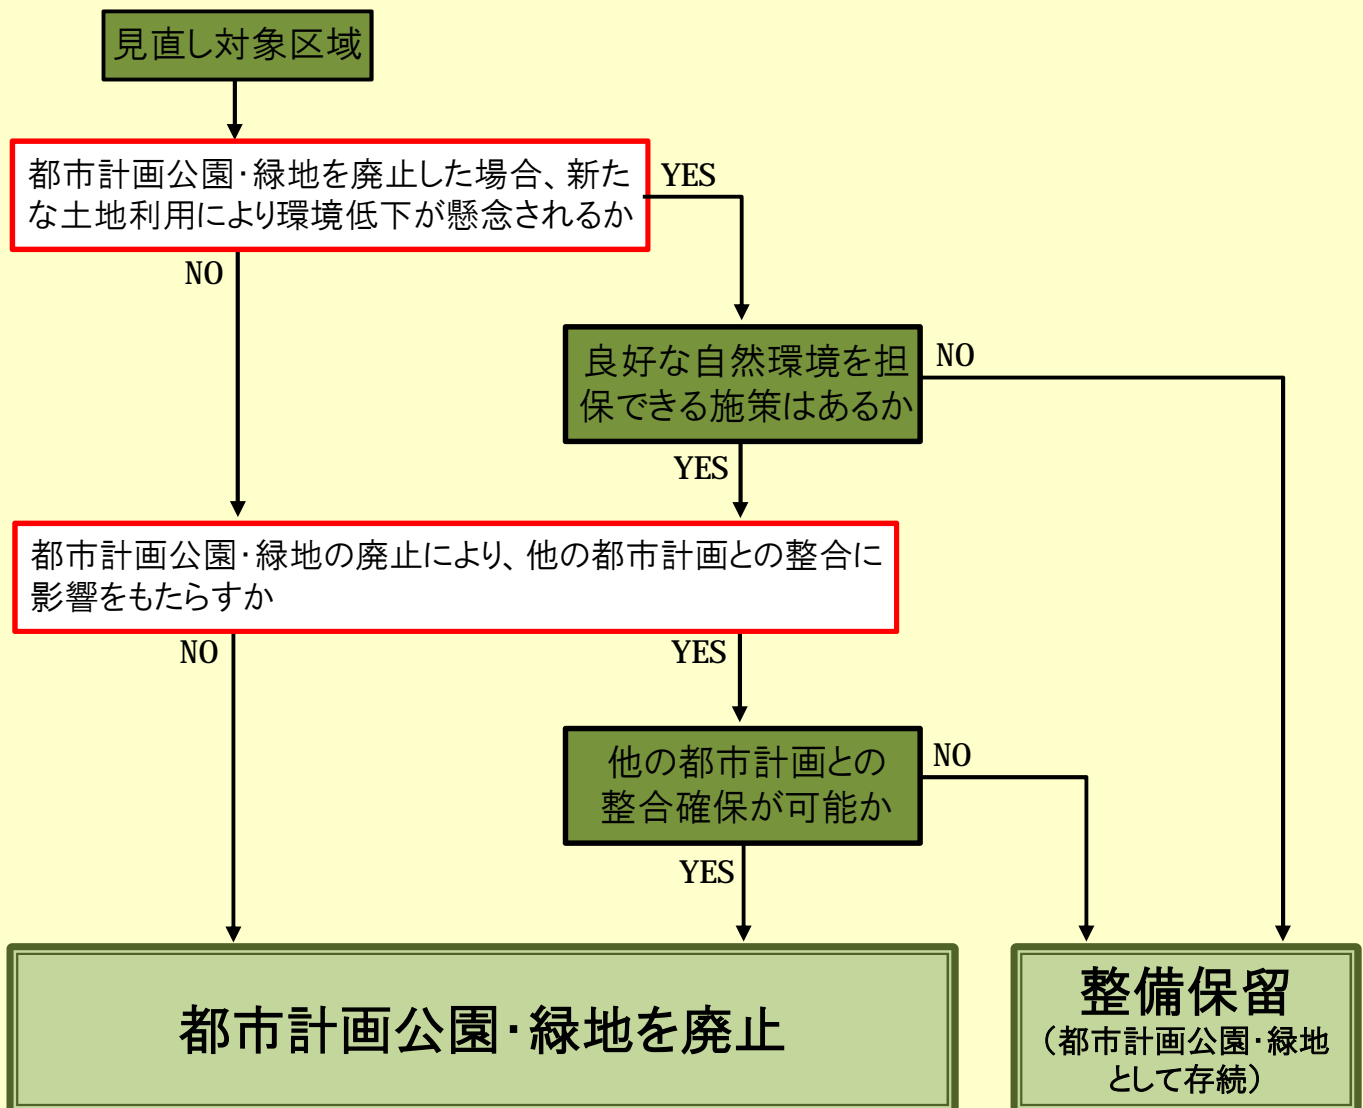 見直し対象区域
都市計画公園･緑地を廃止した場合、新た
な土地利用により環境低下が懸念されるか
YES
NO
良好な自然環境を担
保できる施策はあるか
NO
YES
都市計画公園･緑地の廃止により、他の都市計画との整合に
影響をもたらすか
NO
YES
他の都市計画との
整合確保が可能か
NO
YES
都市計画公園･緑地を廃止
整備保留
（都市計画公園･緑地
として存続）